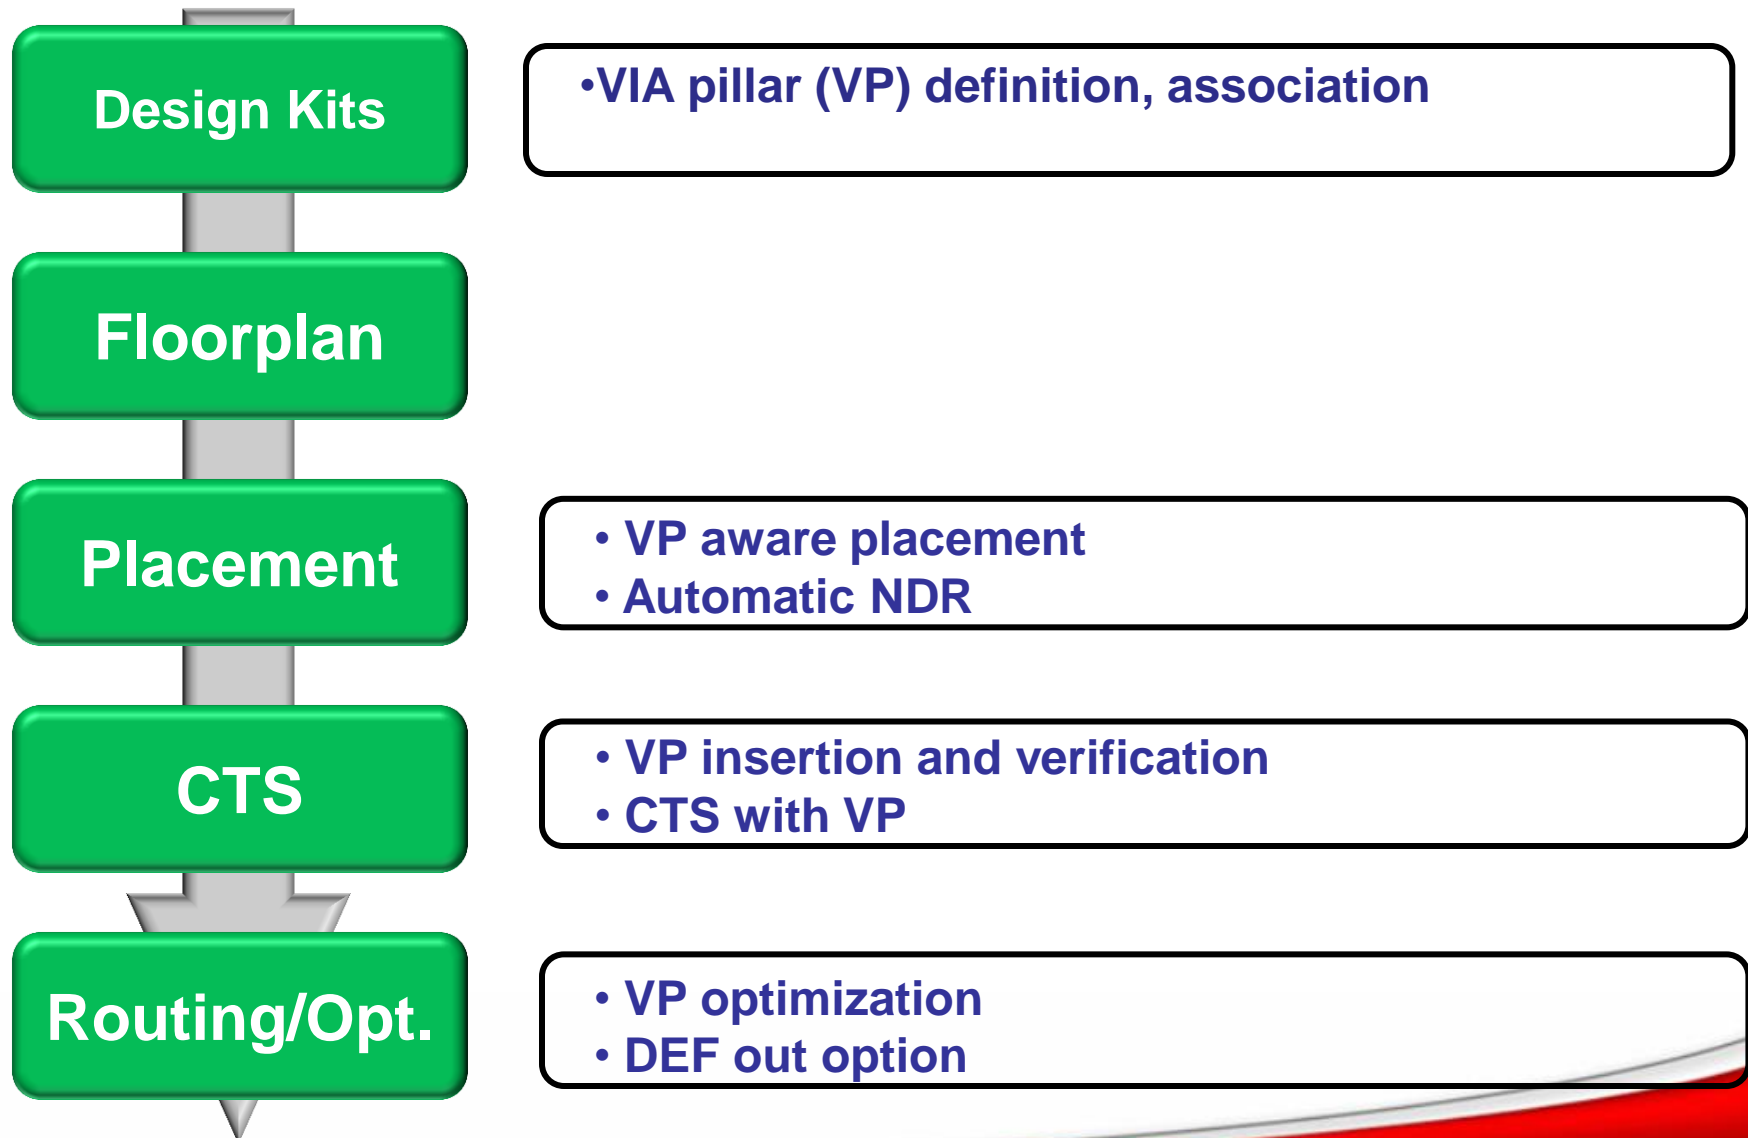 Design Kits
•VIA pillar (VP) definition, association
Floorplan
Placement
• VP aware placement
• Automatic NDR
CTS
• VP insertion and verification
• CTS with VP
Routing/Opt.
• VP optimization
• DEF out option